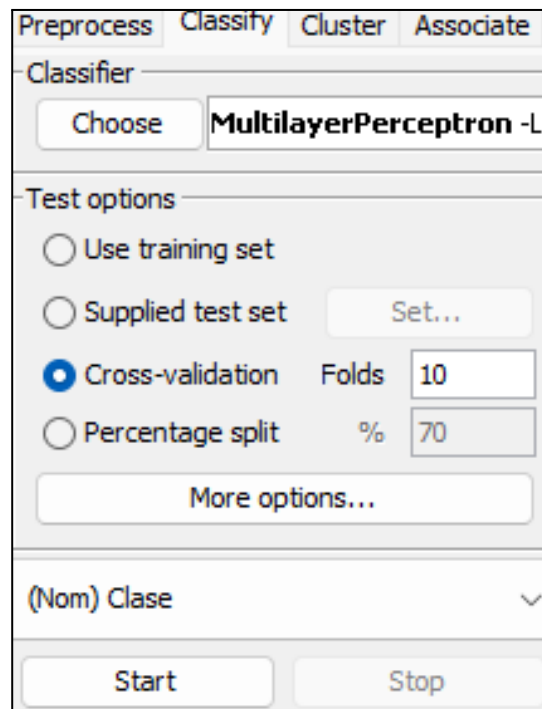 Preprocess Classify Cluster Associate
Classifier
Choose MultilayerPerceptron -L
Test options
Use training set
Supplied test set Set...
Cross-validation Folds 10
Percentage split % 70
More options...
(Nom) Clase
Start Stop